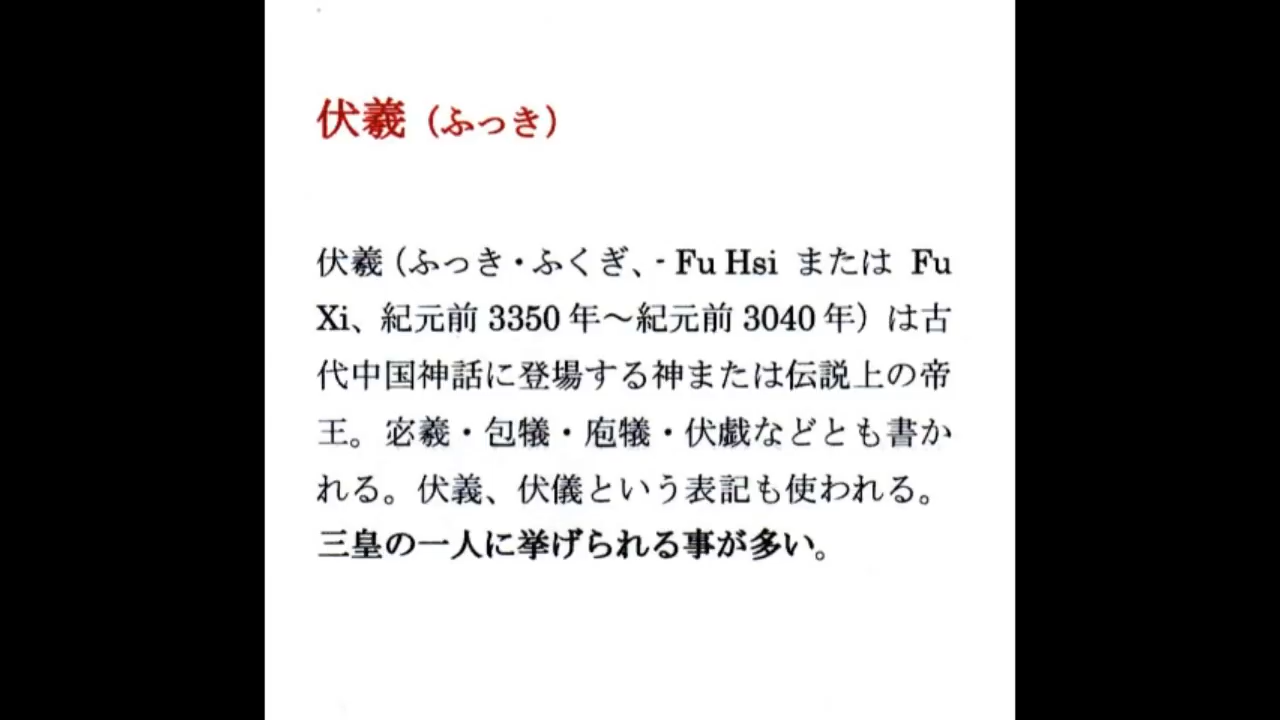 伏羲（ふっき）
伏羲（ふっき・ふくぎ、- Fu Hsi または Fu
Xi、紀元前 3350 年～紀元前 3040 年）は古
代中国神話に登場する神または伝説上の帝
王。宓羲・包犠・庖犠・伏戯などとも書か
れる。伏義、伏儀という表記も使われる。
三皇の一人に挙げられる事が多い。